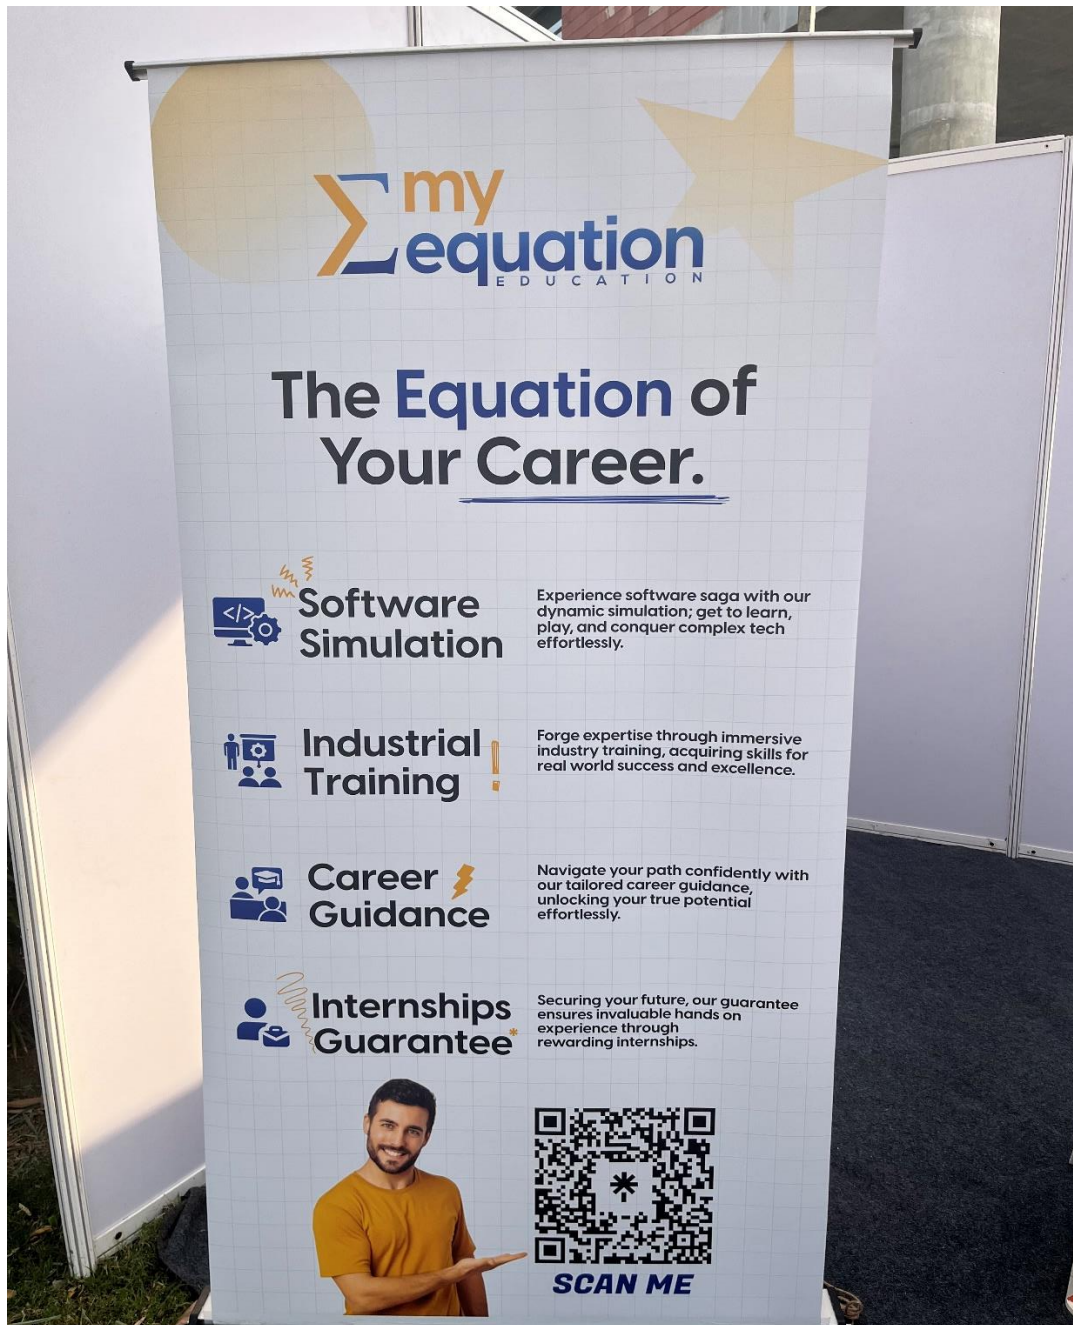 my
equation
EDUCATION
The Equation of
Your Career.
Software
Simulation
Experience software saga with our
dynamic simulation; get to learn,
play, and conquer complex tech
effortlessly.
Industrial
Training
Forge expertise through immersive
industry training, acquiring skills for
real world success and excellence.
Career
Guidance
Navigate your path confidently with
our tailored career guidance,
unlocking your true potential
effortlessly.
Internships
Guarantee*
Securing your future, our guarantee
ensures invaluable hands on
experience through
rewarding internships.
SCAN ME